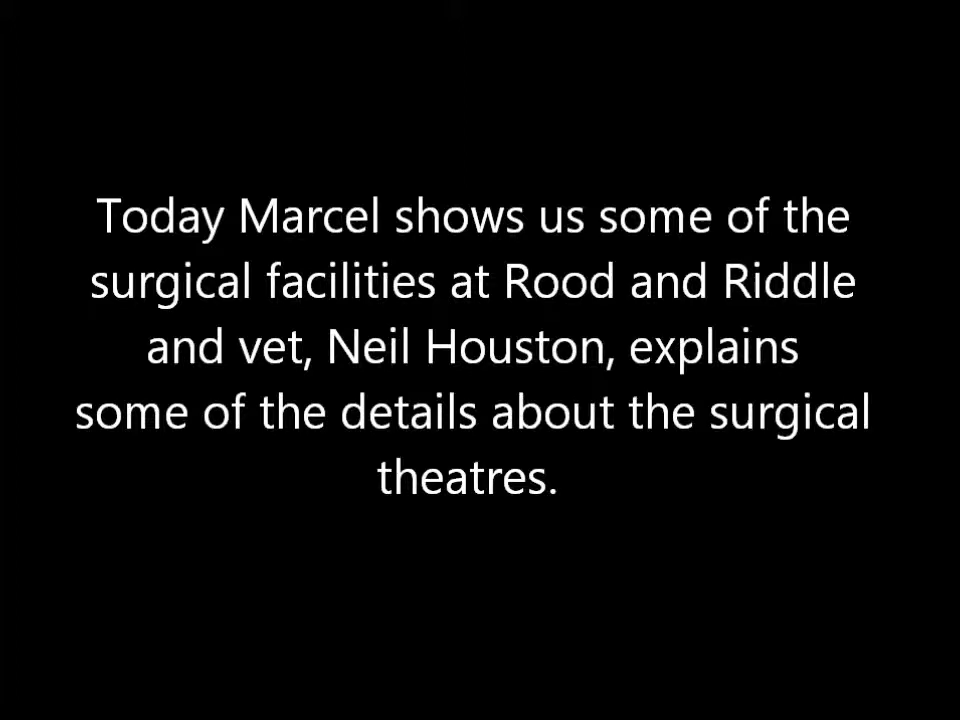 Today Marcel shows us some of the
surgical facilities at Rood and Riddle
and vet, Neil Houston, explains
some of the details about the surgical
theatres.